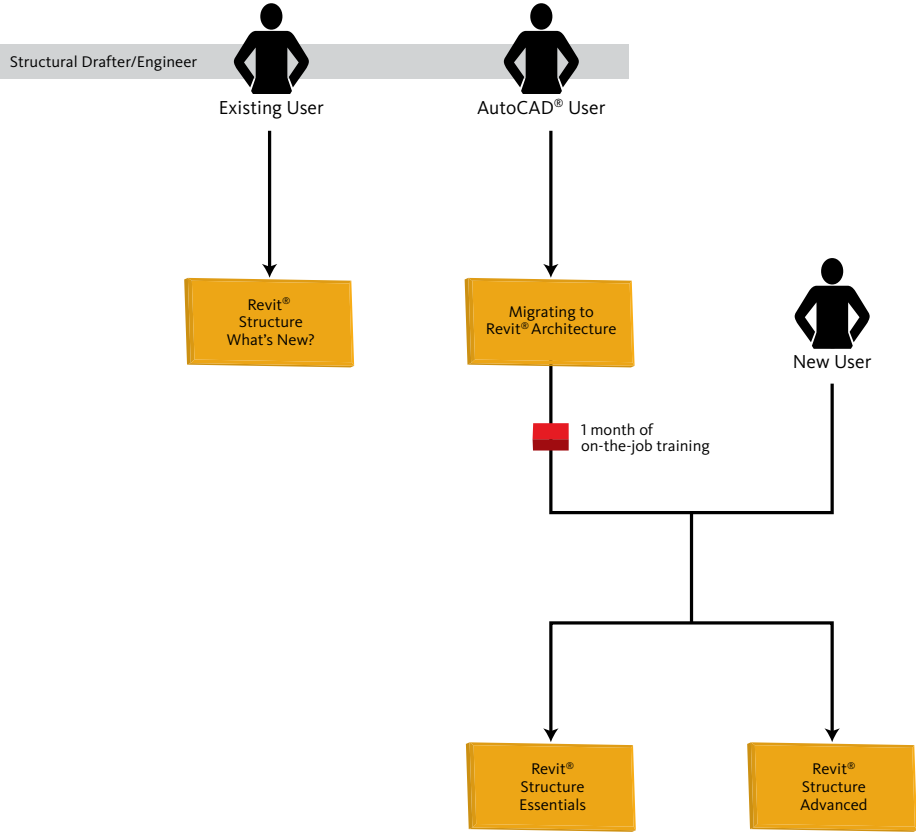 Structural Drafter/Engineer
Existing User
AutoCAD® User
Revit®
Structure
What's New?
Migrating to
Revit® Architecture
New User
1 month of
on-the-job training
Revit®
Structure
Essentials
Revit®
Structure
Advanced